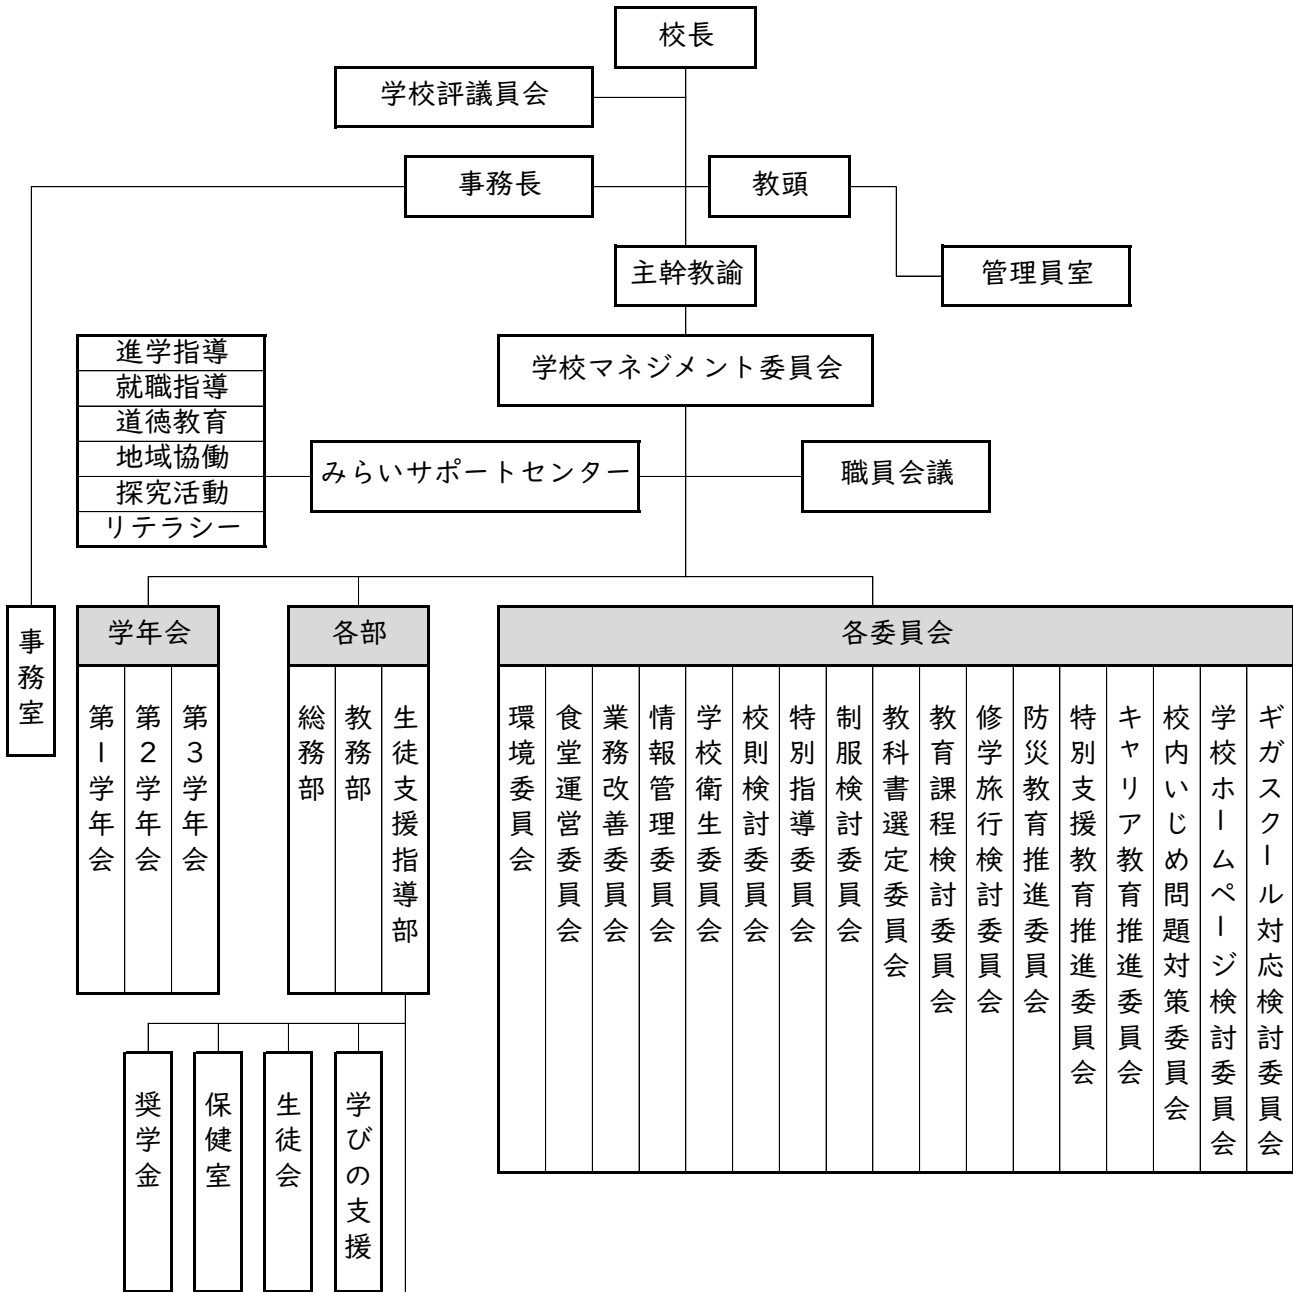 校長
学校評議員会
事務長
教頭
主幹教諭
管理員室
学校マネジメント委員会
進学指導
就職指導
道徳教育
地域協働
探究活動
リテラシー
みらいサポートセンター
職員会議
事務室
学年会
第1学年会
第2学年会
第3学年会
各部
総務部
教務部
生徒支援指導部
各委員会
環境委員会
食堂運営委員会
業務改善委員会
情報管理委員会
学校衛生委員会
校則検討委員会
特別指導委員会
制服検討委員会
教科書選定委員会
教育課程検討委員会
修学旅行検討委員会
防災教育推進委員会
特別支援教育推進委員会
キャリア教育推進委員会
校内いじめ問題対策委員会
学校ホームページ検討委員会
ギガスクール対応検討委員会
奨学金
保健室
生徒会
学びの支援